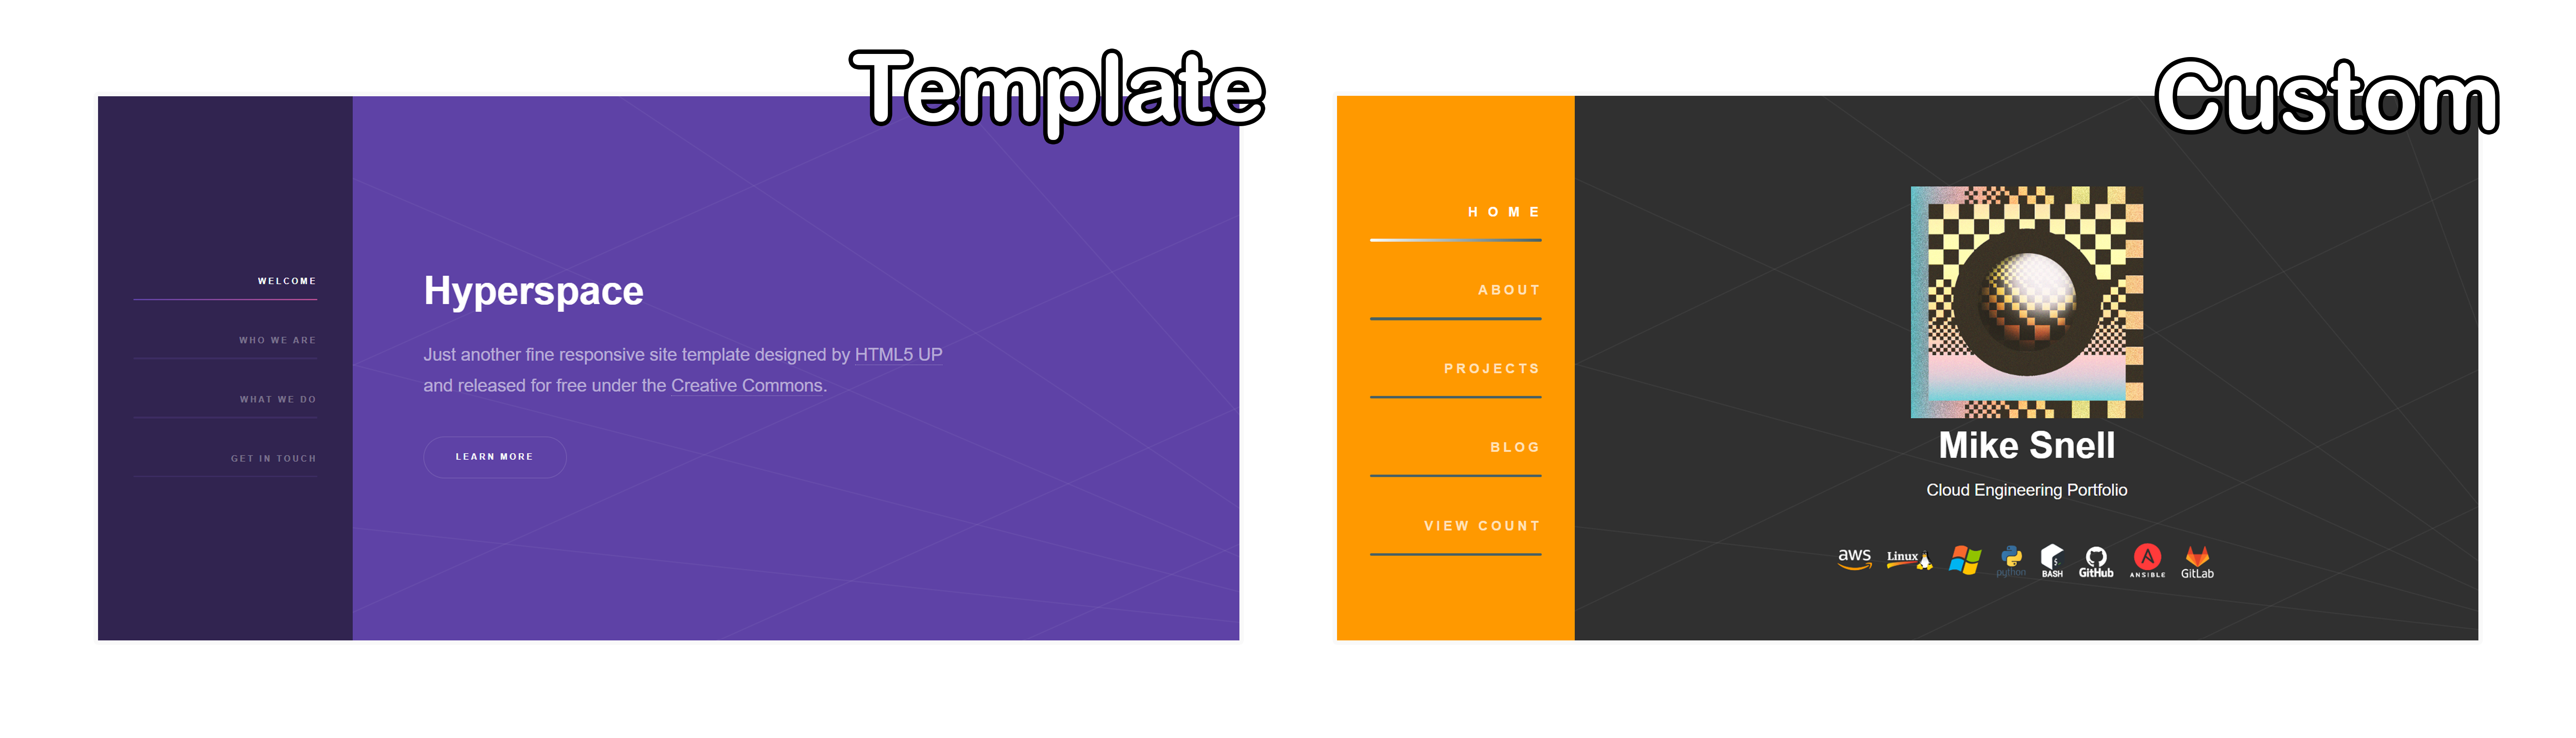 Template
WELCOME
WHO WE ARE
WHAT WE DO
GET IN TOUCH
Hyperspace
Just another fine responsive site template designed by HTML5 UP
and released for free under the Creative Commons.
LEARN MORE
Custom
HOME
ABOUT
PROJECTS
BLOG
VIEW COUNT
Mike Snell
Cloud Engineering Portfolio
aws Linux python BASH GitHub ANSIBLE GitLab